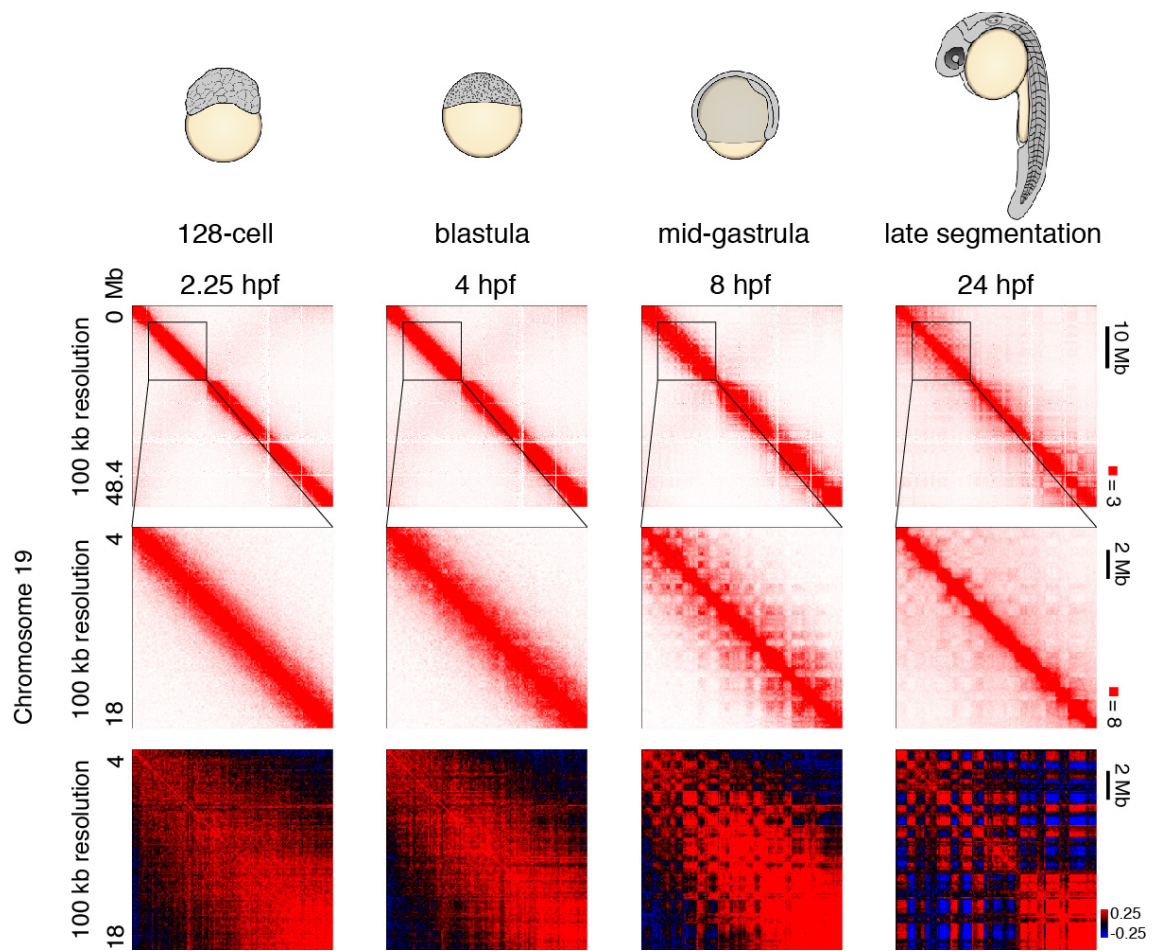 128-cell
blastula
mid-gastrula
late segmentation
2.25 hpf
4 hpf
8 hpf
24 hpf
Chromosome 19
100 kb resolution
0 Mb
48.4
10 Mb
= 3
100 kb resolution
4
18
2 Mb
= 8
100 kb resolution
4
18
2 Mb
0.25
-0.25